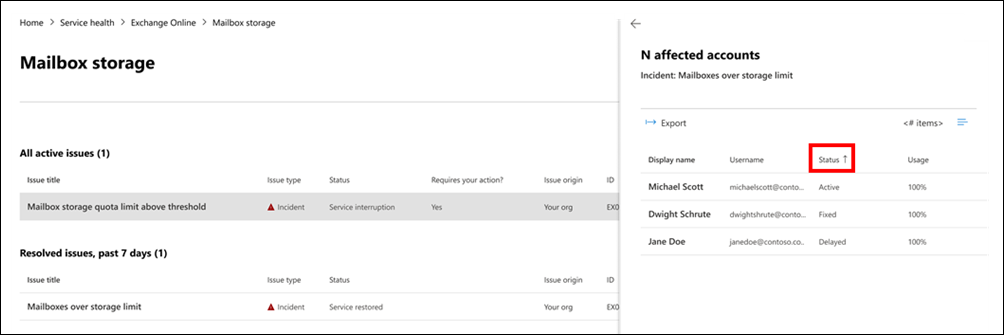 Home > Service health > Exchange Online > Mailbox storage
Mailbox storage
All active issues (1)
Issue title Issue type Status Requires your action? Issue origin ID
Mailbox storage quota limit above threshold Incident Service interruption Yes Your org EX0
Resolved issues, past 7 days (1)
Issue title Issue type Status Issue origin ID
Mailboxes over storage limit Incident Service restored Your org EX0
N affected accounts
Incident: Mailboxes over storage limit
Export <# items>
Display name Username Status ↑ Usage
Michael Scott michaelscott@conto... Active 100%
Dwight Schrute dwightshrute@conto... Fixed 100%
Jane Doe janedoe@contoso.co.. Delayed 100%